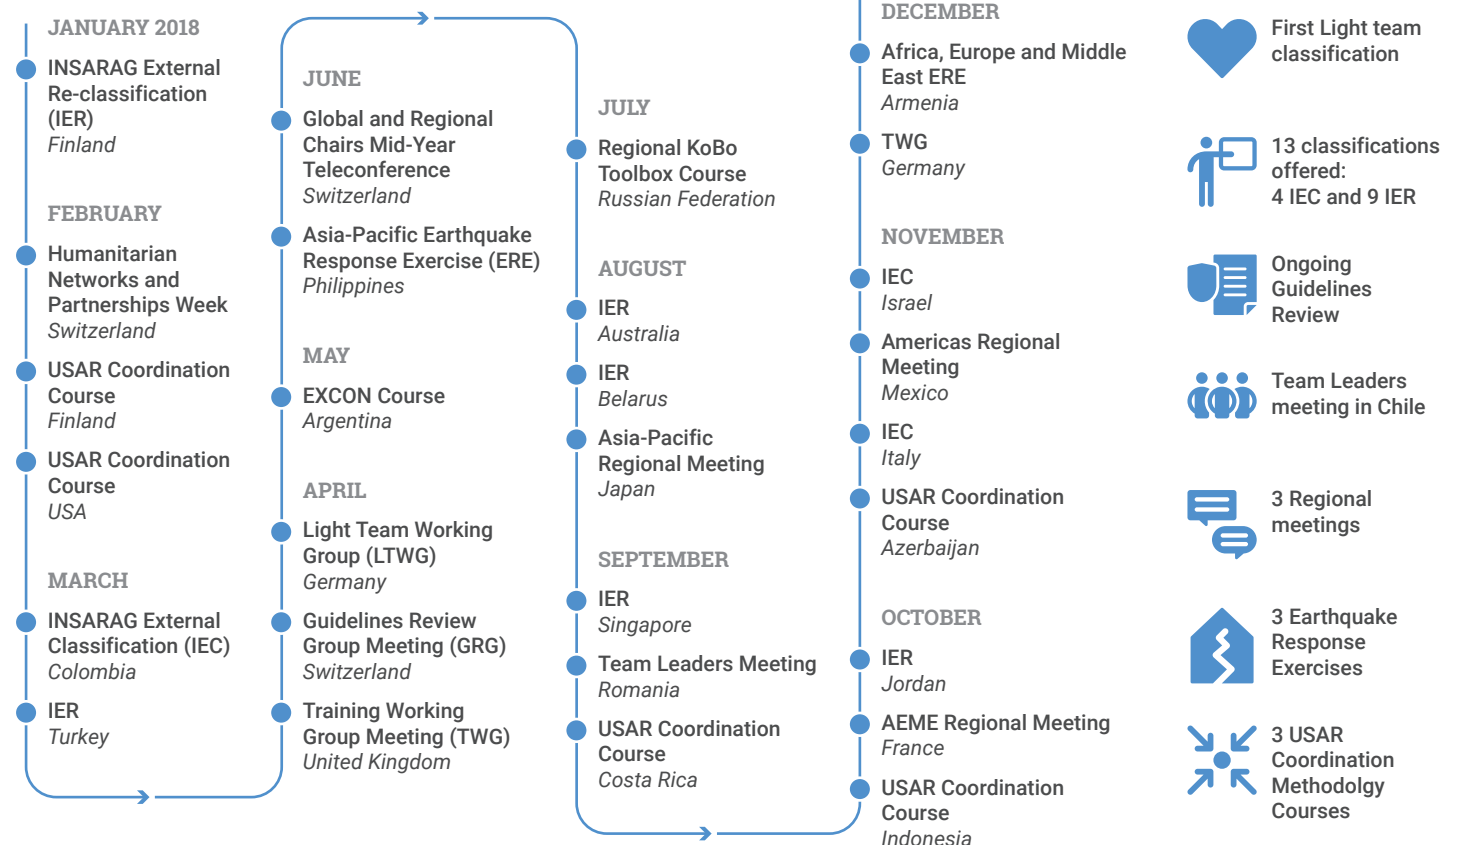 JANUARY 2018
INSARAG External
Re-classification
(IER)
Finland
FEBRUARY
Humanitarian
Networks and
Partnerships Week
Switzerland
USAR Coordination
Course
Finland
USAR Coordination
Course
USA
MARCH
INSARAG External
Classification (IEC)
Colombia
IER
Turkey
JUNE
Global and Regional
Chairs Mid-Year
Teleconference
Switzerland
Asia-Pacific Earthquake
Response Exercise (ERE)
Philippines
MAY
EXCON Course
Argentina
APRIL
Light Team Working
Group (LTWG)
Germany
Guidelines Review
Group Meeting (GRG)
Switzerland
Training Working
Group Meeting (TWG)
United Kingdom
JULY
Regional KoBo
Toolbox Course
Russian Federation
AUGUST
IER
Australia
IER
Belarus
Asia-Pacific
Regional Meeting
Japan
SEPTEMBER
IER
Singapore
Team Leaders Meeting
Romania
USAR Coordination
Course
Costa Rica
DECEMBER
Africa, Europe and Middle
East ERE
Armenia
TWG
Germany
NOVEMBER
IEC
Israel
Americas Regional
Meeting
Mexico
IEC
Italy
USAR Coordination
Course
Azerbaijan
OCTOBER
IER
Jordan
AEME Regional Meeting
France
USAR Coordination
Course
Indonesia
First Light team
classification
13 classifications
offered:
4 IEC and 9 IER
Ongoing
Guidelines
Review
Team Leaders
meeting in Chile
3 Regional
meetings
3 Earthquake
Response
Exercises
3 USAR
Coordination
Methodolgy
Courses